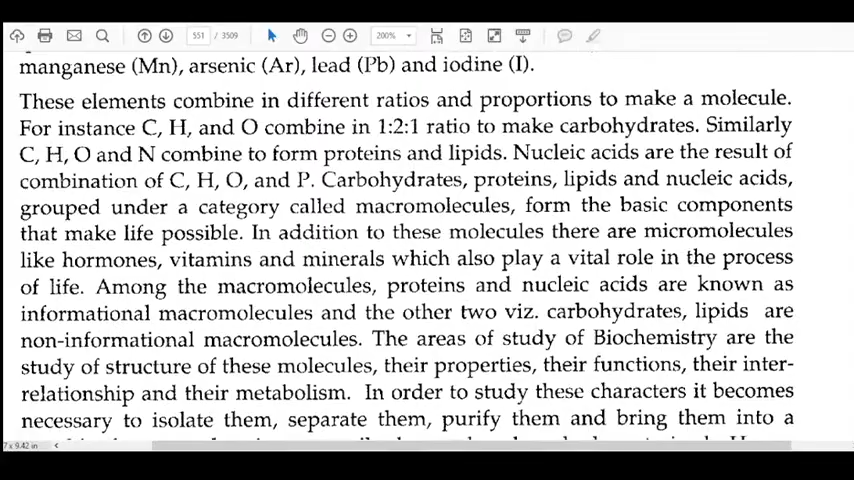 551 / 3509 200%
manganese (Mn), arsenic (Ar), lead (Pb) and iodine (I).
These elements combine in different ratios and proportions to make a molecule.
For instance C, H, and O combine in 1:2:1 ratio to make carbohydrates. Similarly
C, H, O and N combine to form proteins and lipids. Nucleic acids are the result of
combination of C, H, O, and P. Carbohydrates, proteins, lipids and nucleic acids,
grouped under a category called macromolecules, form the basic components
that make life possible. In addition to these molecules there are micromolecules
like hormones, vitamins and minerals which also play a vital role in the process
of life. Among the macromolecules, proteins and nucleic acids are known as
informational macromolecules and the other two viz. carbohydrates, lipids are
non-informational macromolecules. The areas of study of Biochemistry are the
study of structure of these molecules, their properties, their functions, their inter-
relationship and their metabolism. In order to study these characters it becomes
necessary to isolate them, separate them, purify them and bring them into a
7 x 9.42 in